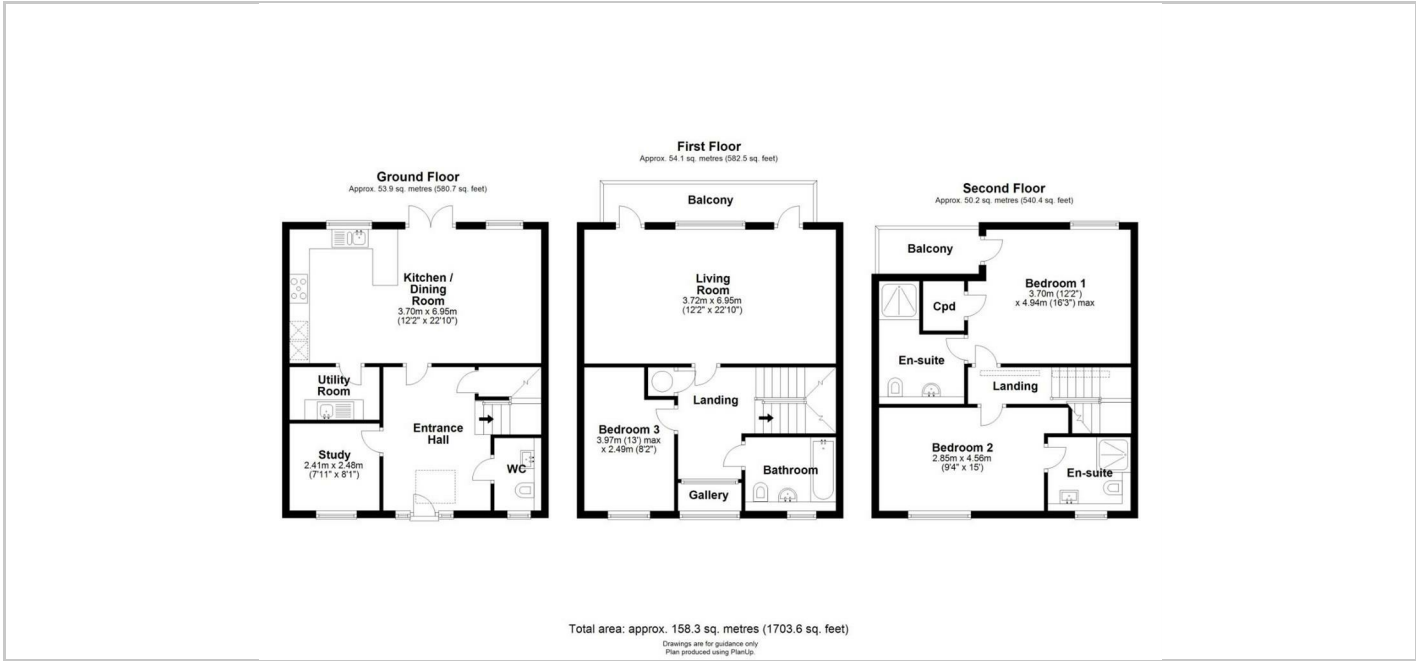 Ground Floor
Approx. 53.9 sq. metres (580.7 sq. feet)
Kitchen /
Dining
Room
3.70m x 6.95m
(12'2" x 22'10")
Utility
Room
Entrance
Hall
Study
2.41m x 2.48m
(7'11" x 8'1")
WC
First Floor
Approx. 54.1 sq. metres (582.5 sq. feet)
Balcony
Living
Room
3.72m x 6.95m
(12'2" x 22'10")
Landing
Bedroom 3
3.97m (13') max
x 2.49m (8'2")
Bathroom
Gallery
Second Floor
Approx. 50.2 sq. metres (540.4 sq. feet)
Balcony
Bedroom 1
3.70m (12'2")
x 4.94m (16'3") max
Cpd
En-suite
Landing
Bedroom 2
2.85m x 4.56m
(9'4" x 15')
En-suite
Total area: approx. 158.3 sq. metres (1703.6 sq. feet)
Drawings are for guidance only
Plan produced using PlanUp.